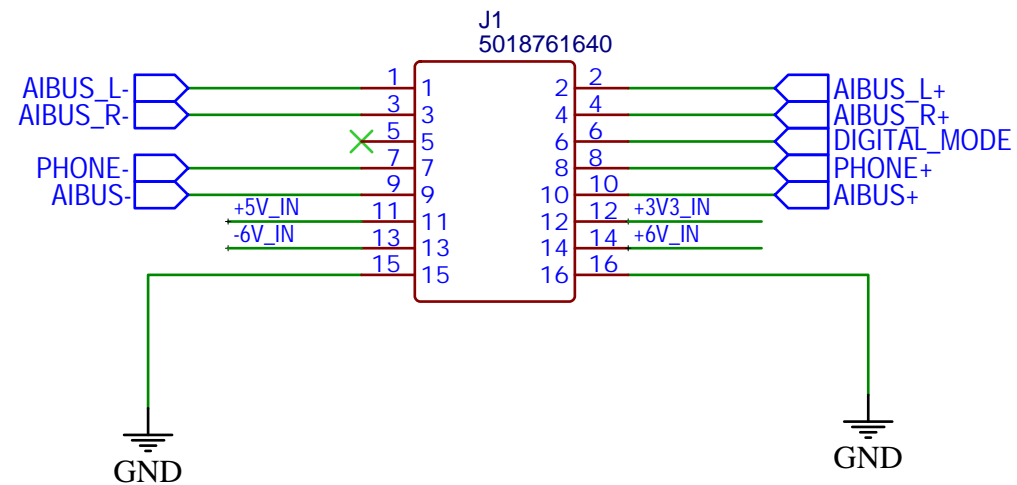 J1
5018761640
AIBUS_L- 1 1 2 2 AIBUS_L+
AIBUS_R- 3 3 4 4 AIBUS_R+
5 5 6 6 DIGITAL_MODE
PHONE- 7 7 8 8 PHONE+
AIBUS- 9 9 10 10 AIBUS+
+5V_IN 11 11 12 12 +3V3_IN
-6V_IN 13 13 14 14 +6V_IN
15 15 16 16
GND GND